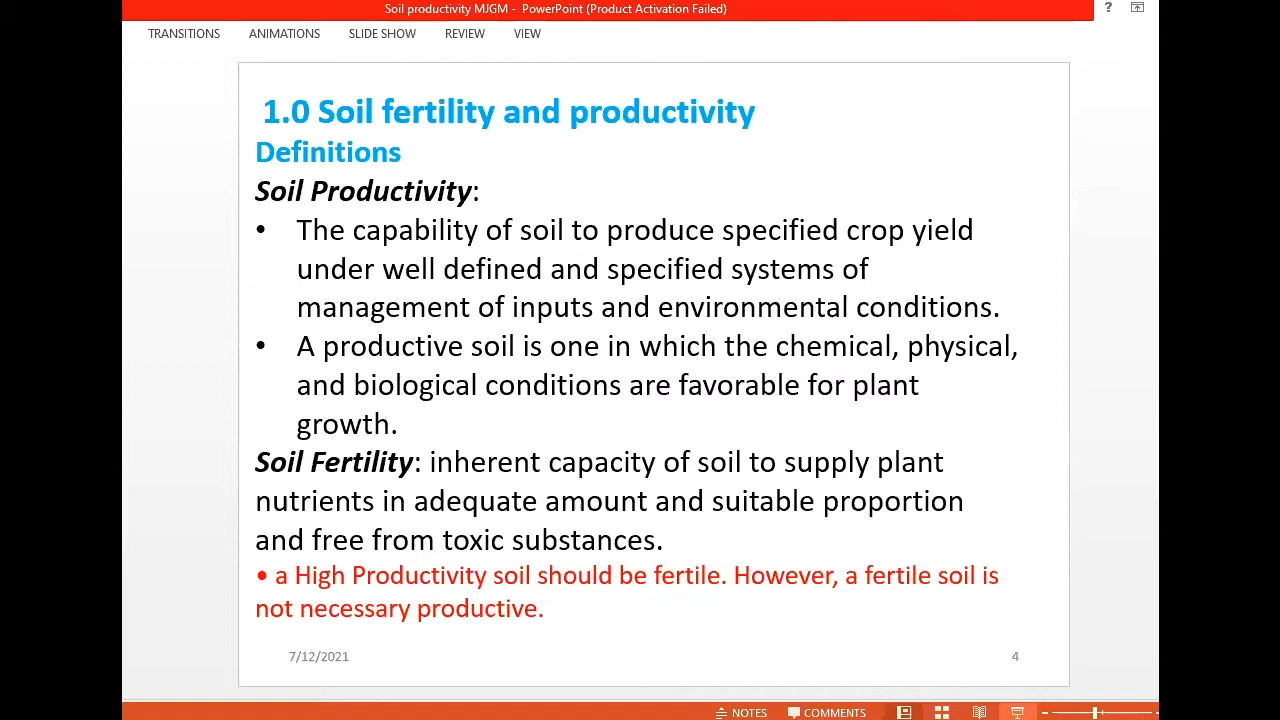 Soil productivity MJGM - PowerPoint (Product Activation Failed)
?
TRANSITIONS ANIMATIONS SLIDE SHOW REVIEW VIEW
1.0 Soil fertility and productivity
Definitions
Soil Productivity:
• The capability of soil to produce specified crop yield
under well defined and specified systems of
management of inputs and environmental conditions.
• A productive soil is one in which the chemical, physical,
and biological conditions are favorable for plant
growth.
Soil Fertility: inherent capacity of soil to supply plant
nutrients in adequate amount and suitable proportion
and free from toxic substances.
• a High Productivity soil should be fertile. However, a fertile soil is
not necessary productive.
7/12/2021 4
NOTES COMMENTS